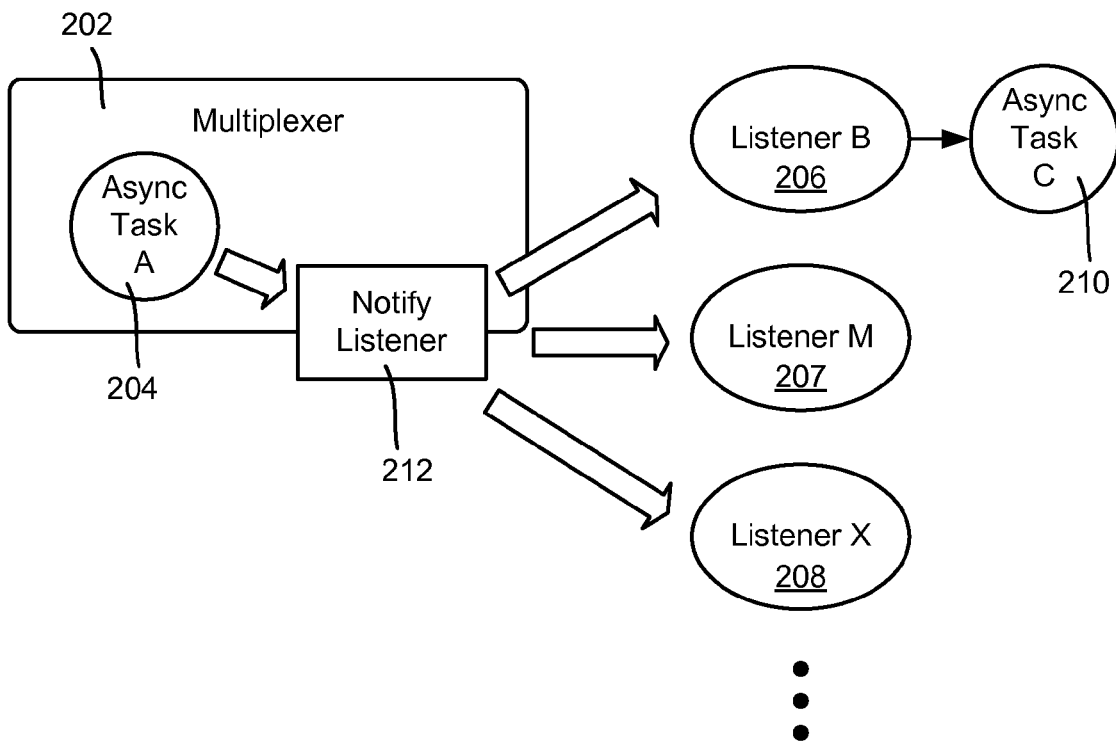 202
Multiplexer
Async
Task
A
204
Notify
Listener
212
Listener B
206
Async
Task
C
210
Listener M
207
Listener X
208